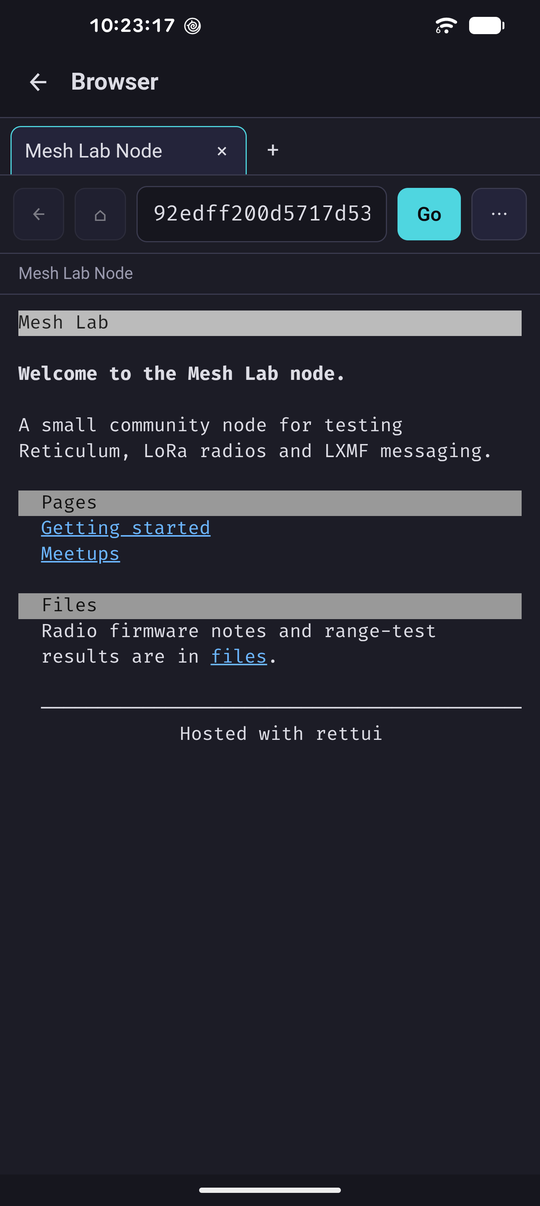 10:23:17
Browser
Mesh Lab Node ×
+
92edff200d5717d53
Go
...
Mesh Lab Node
Mesh Lab
Welcome to the Mesh Lab node.
A small community node for testing
Reticulum, LoRa radios and LXMF messaging.
Pages
Getting started
Meetups
Files
Radio firmware notes and range-test
results are in files.
Hosted with rettui